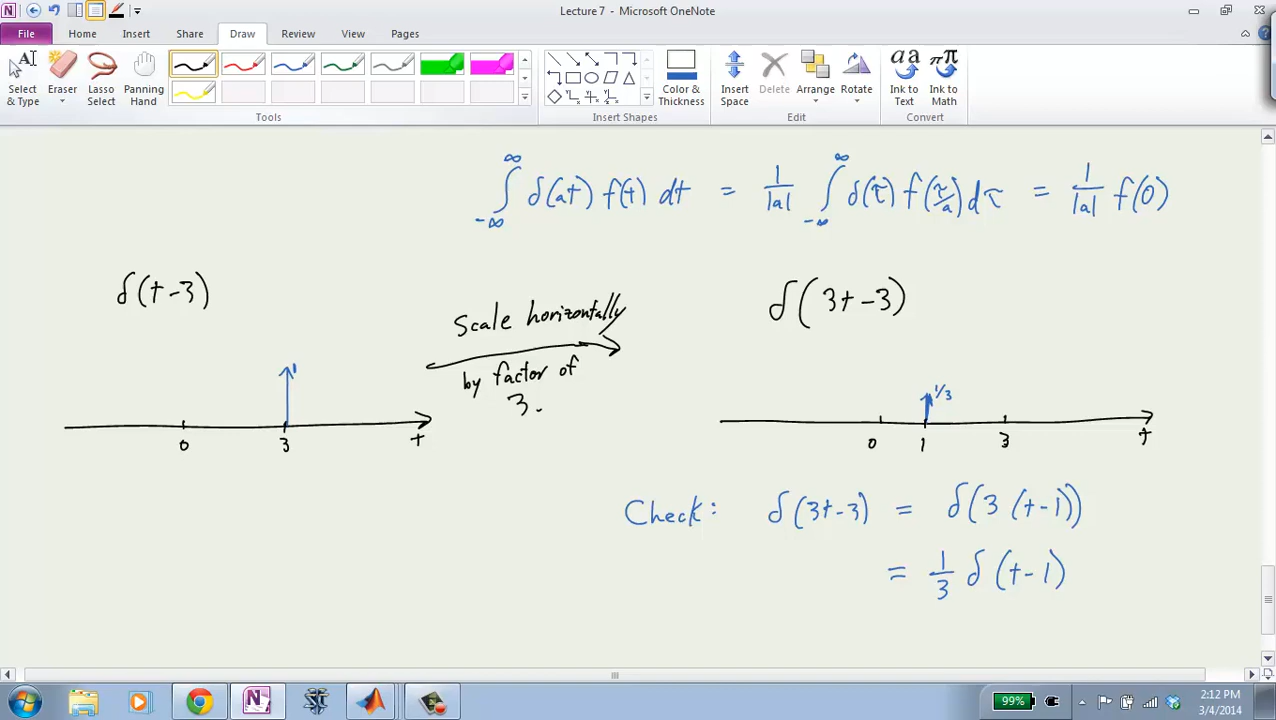 Lecture 7 - Microsoft OneNote
File Home Insert Share Draw Review View Pages
Select & Type
Eraser
Lasso Select
Panning Hand
Color & Thickness
Insert Space
Delete
Arrange
Rotate
Ink to Text
Ink to Math
Tools
Insert Shapes
Edit
Convert
∫_{-∞}^{∞} δ(at) f(t) dt = 1/|a| ∫_{-∞}^{∞} δ(τ) f(τ/a) dτ = 1/|a| f(0)
δ(t-3)
Scale horizontally
by factor of
3.
δ(3t-3)
1
0 3 t
1/3
0 1 3 t
Check: δ(3t-3) = δ(3(t-1))
= 1/3 δ(t-1)
99%
2:12 PM
3/4/2014